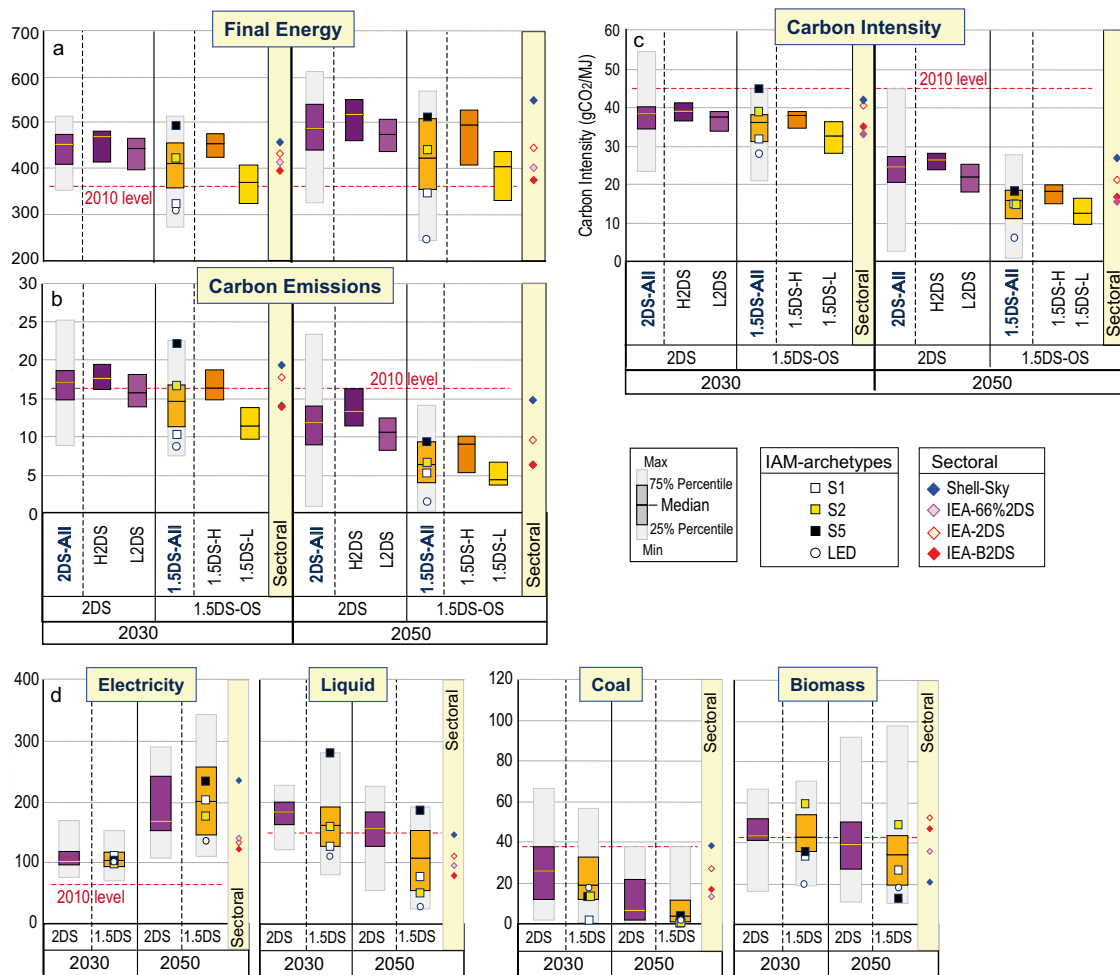 Final Energy
a
700
600
500
400
300
200
2010 level
Carbon Emissions
b
30
25
20
15
10
5
0
2010 level
2DS-All
H2DS
L2DS
1.5DS-All
1.5DS-H
1.5DS-L
Sectoral
2DS-All
H2DS
L2DS
1.5DS-All
1.5DS-H
1.5DS-L
Sectoral
2DS
1.5DS-OS
2DS
1.5DS-OS
2030
2050
Carbon Intensity
c
Carbon Intensity (gCO₂/MJ)
60
50
40
30
20
10
0
2010 level
2DS-All
H2DS
L2DS
1.5DS-All
1.5DS-H
1.5DS-L
Sectoral
2DS-All
H2DS
L2DS
1.5DS-All
1.5DS-H
1.5DS-L
Sectoral
2DS
1.5DS-OS
2DS
1.5DS-OS
2030
2050
Max
75% Percentile
Median
25% Percentile
Min
IAM-archetypes
S1
S2
S5
LED
Sectoral
Shell-Sky
IEA-66%2DS
IEA-2DS
IEA-B2DS
d
Electricity
400
300
200
100
0
2010 level
Sectoral
2DS
1.5DS
2DS
1.5DS
2030
2050
Liquid
Sectoral
2DS
1.5DS
2DS
1.5DS
2030
2050
Coal
120
100
80
60
40
20
0
2DS
1.5DS
2DS
1.5DS
2030
2050
Sectoral
Biomass
Sectoral
2DS
1.5DS
2DS
1.5DS
2030
2050